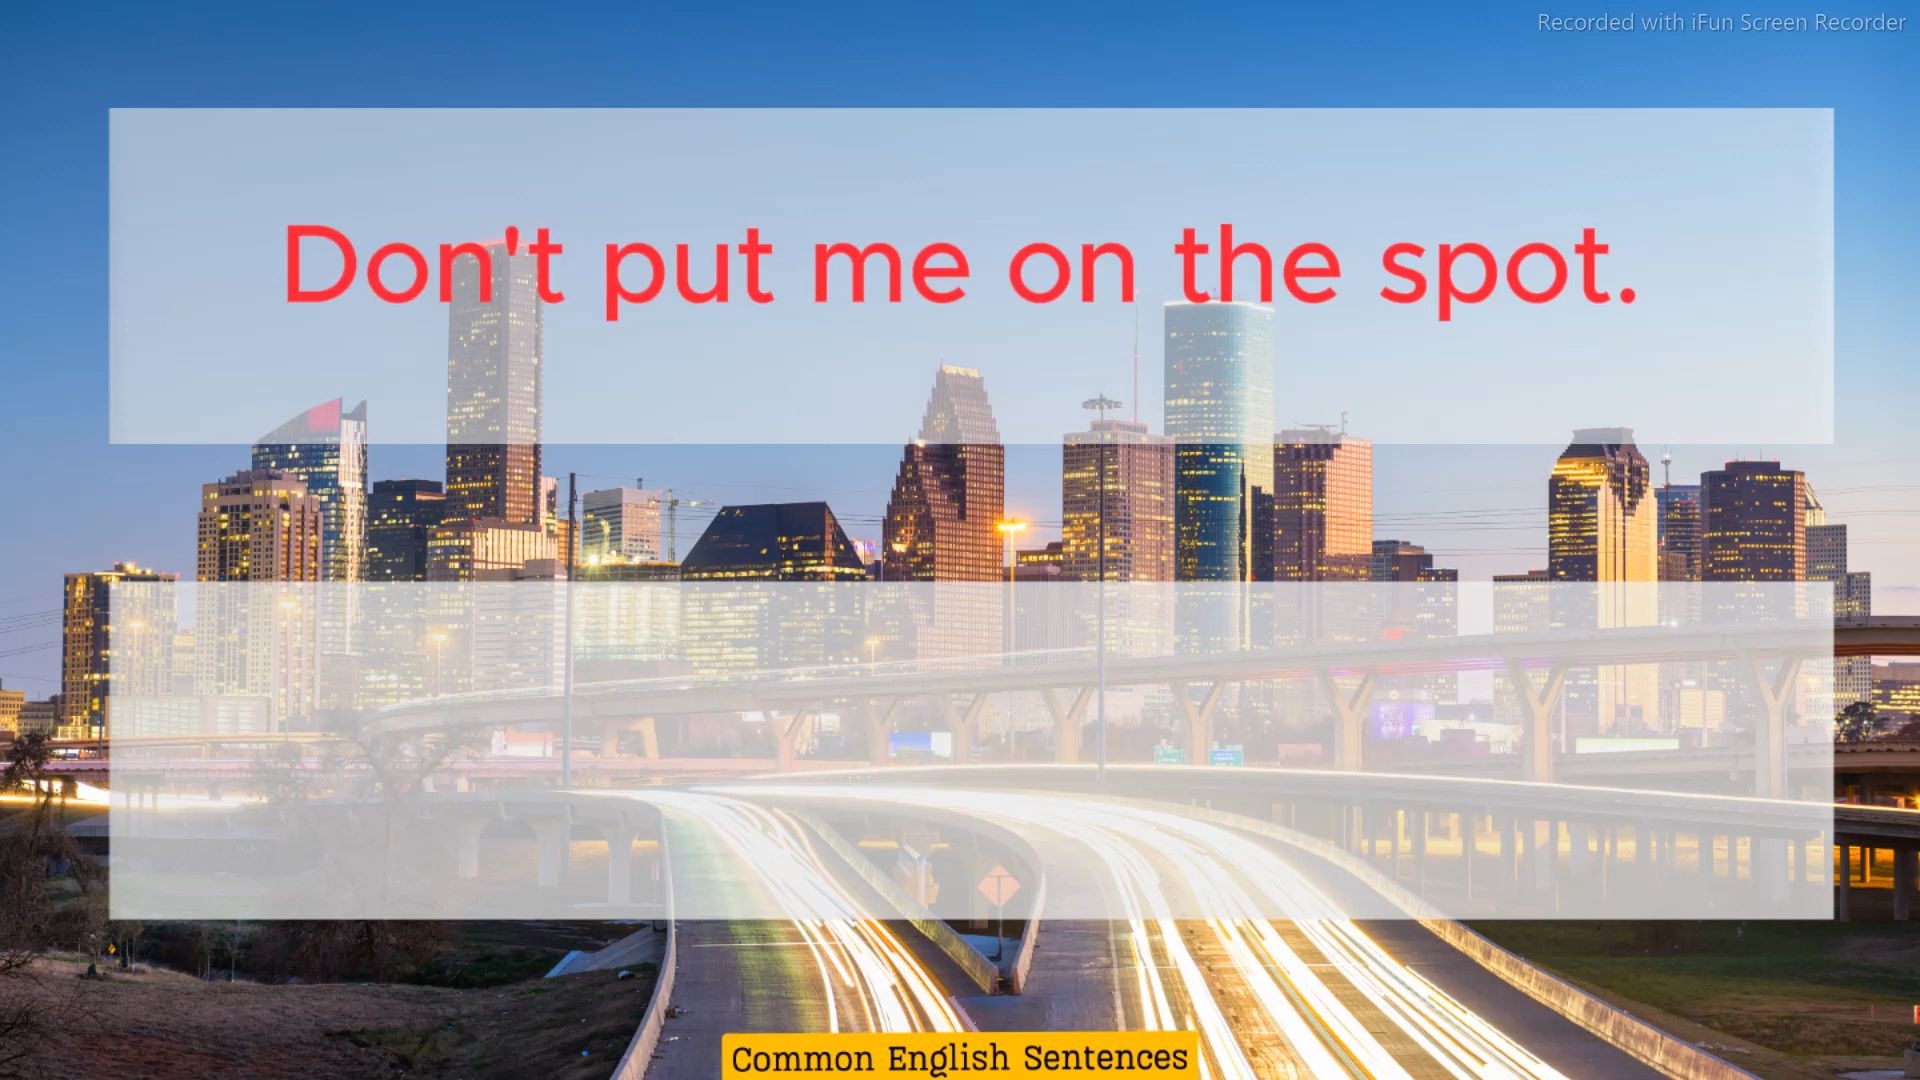 Recorded with iFun Screen Recorder
Don't put me on the spot.
Common English Sentences